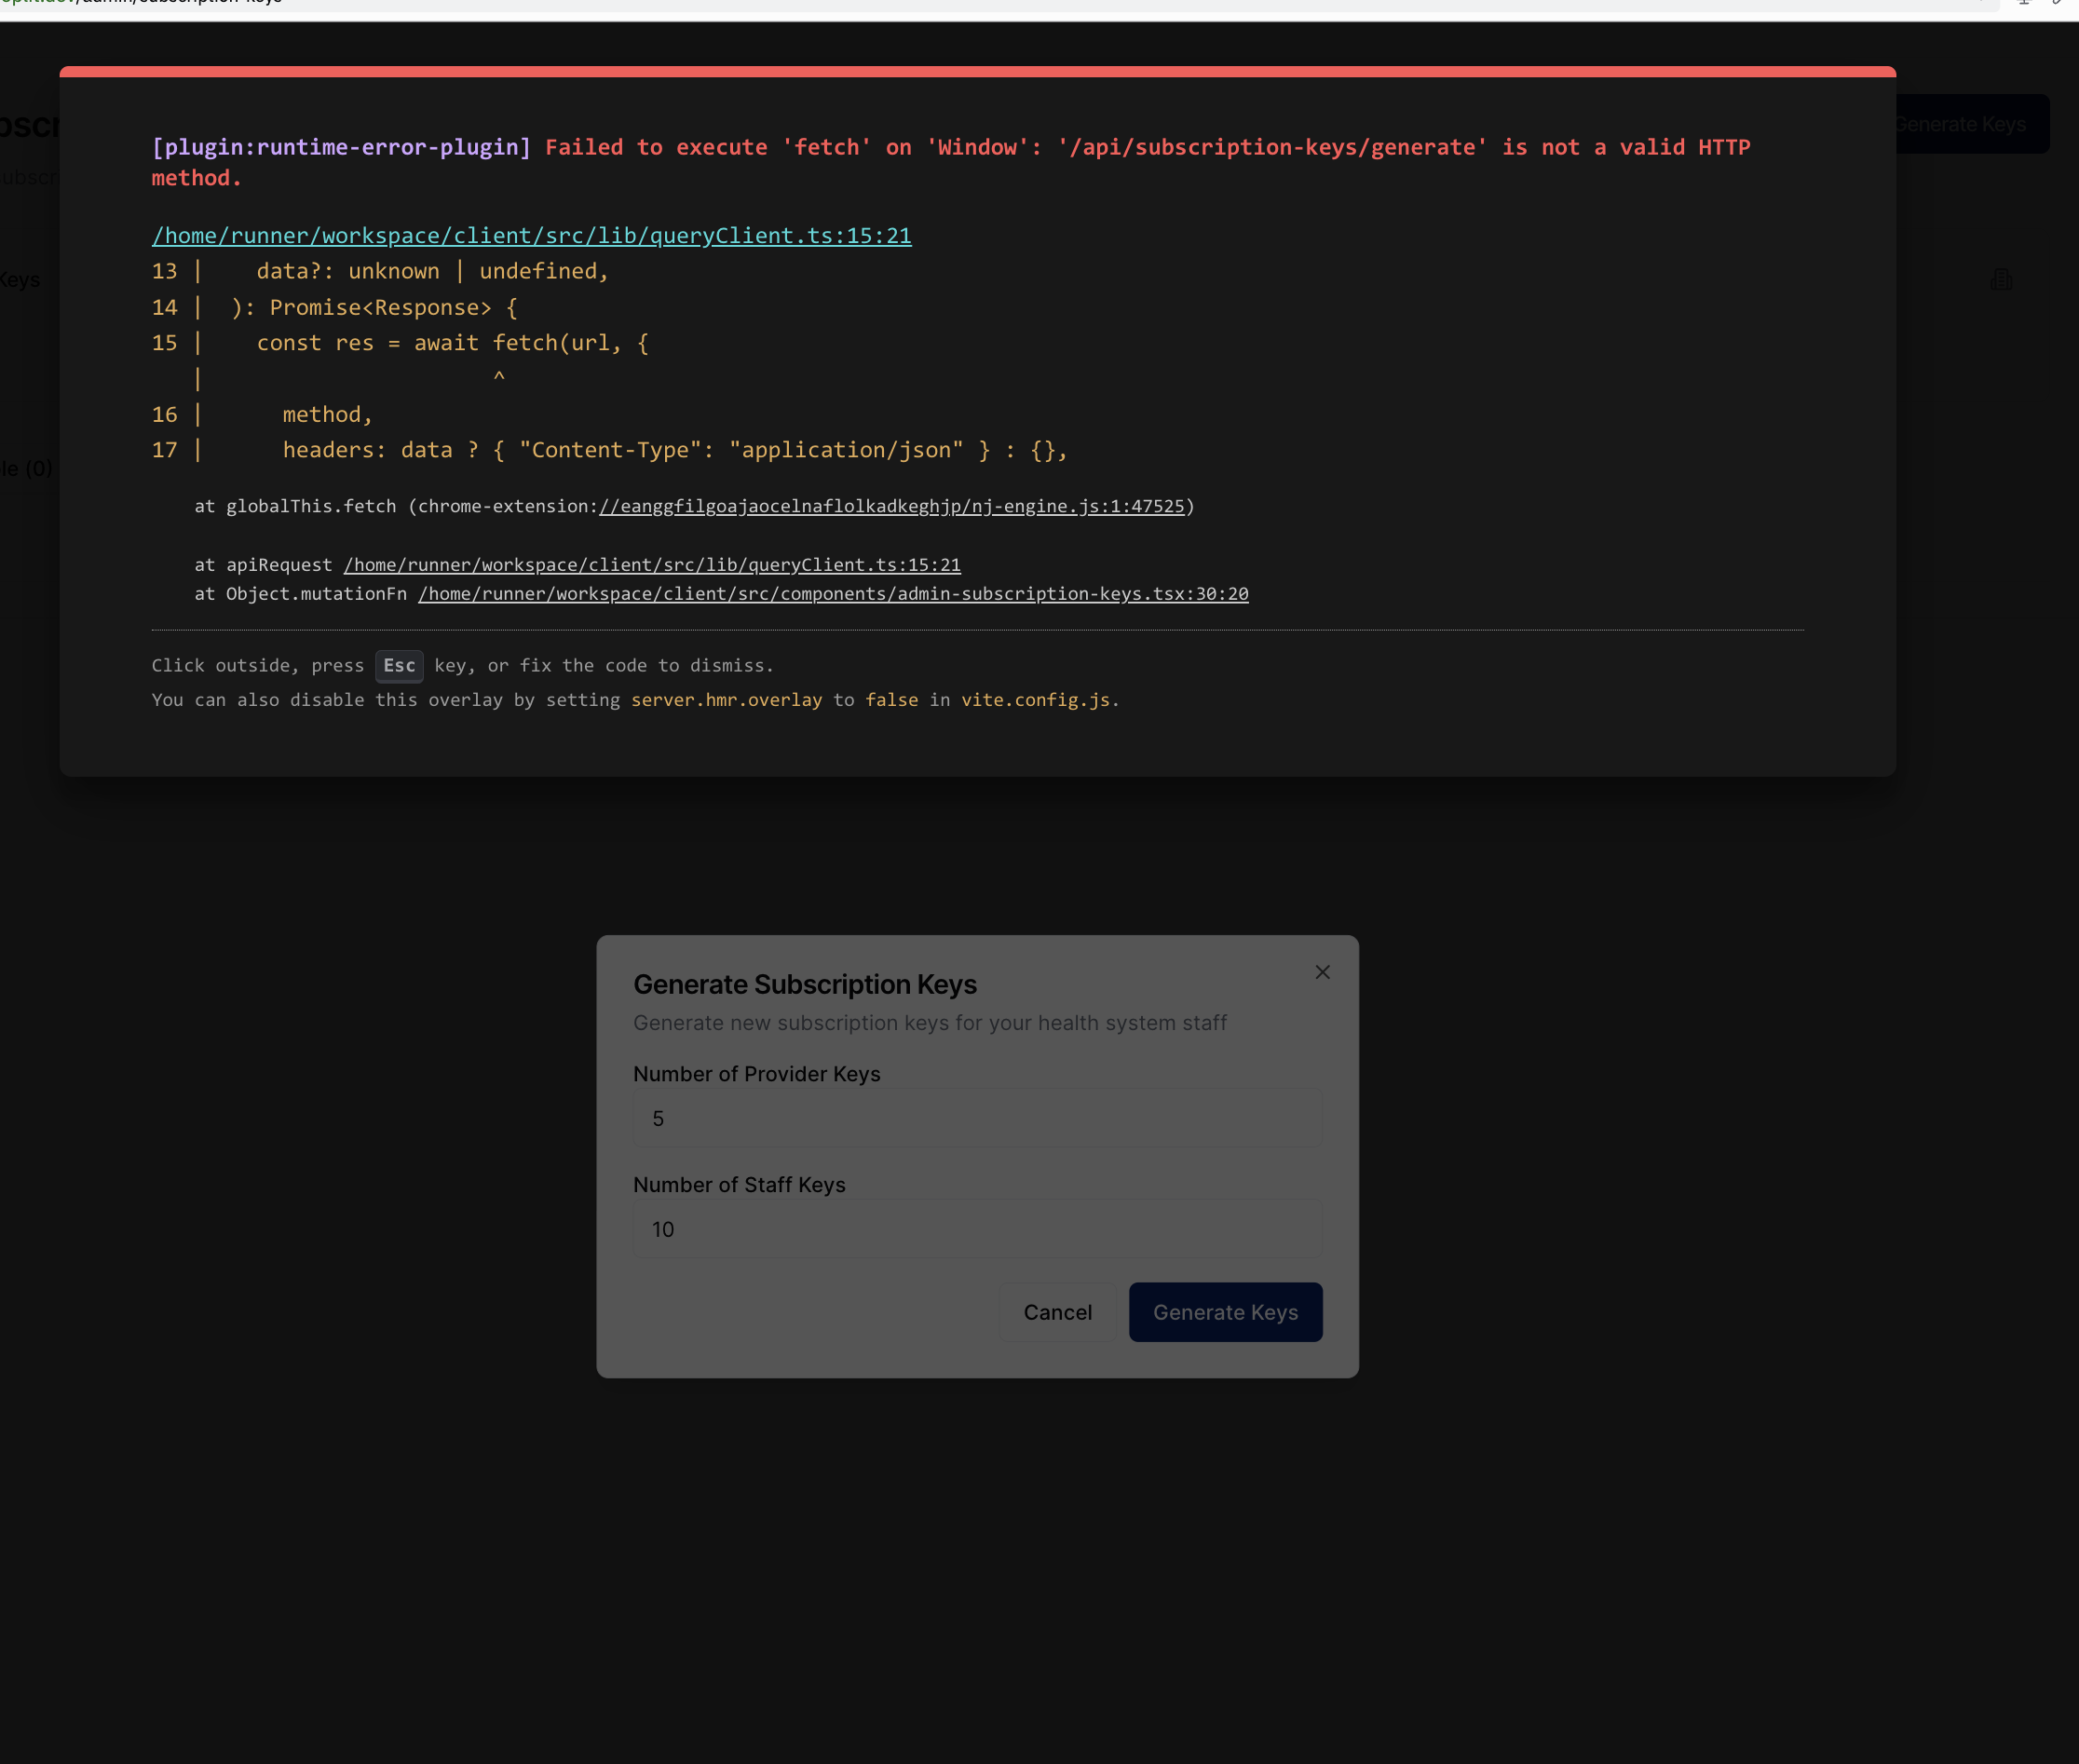 /admin/subscription-keys
[plugin:runtime-error-plugin] Failed to execute 'fetch' on 'Window': '/api/subscription-keys/generate' is not a valid HTTP
method.
Generate Keys
/home/runner/workspace/client/src/lib/queryClient.ts:15:21
13 |    data?: unknown | undefined,
Keys
14 |  ): Promise<Response> {
15 |    const res = await fetch(url, {
   |                      ^
16 |      method,
17 |      headers: data ? { "Content-Type": "application/json" } : {},
le (0)
at globalThis.fetch (chrome-extension://eanggfilgoajaocelnaflolkadkeghjp/nj-engine.js:1:47525)
at apiRequest /home/runner/workspace/client/src/lib/queryClient.ts:15:21
at Object.mutationFn /home/runner/workspace/client/src/components/admin-subscription-keys.tsx:30:20
Click outside, press Esc key, or fix the code to dismiss.
You can also disable this overlay by setting server.hmr.overlay to false in vite.config.js.
Generate Subscription Keys
Generate new subscription keys for your health system staff
Number of Provider Keys
5
Number of Staff Keys
10
Cancel
Generate Keys